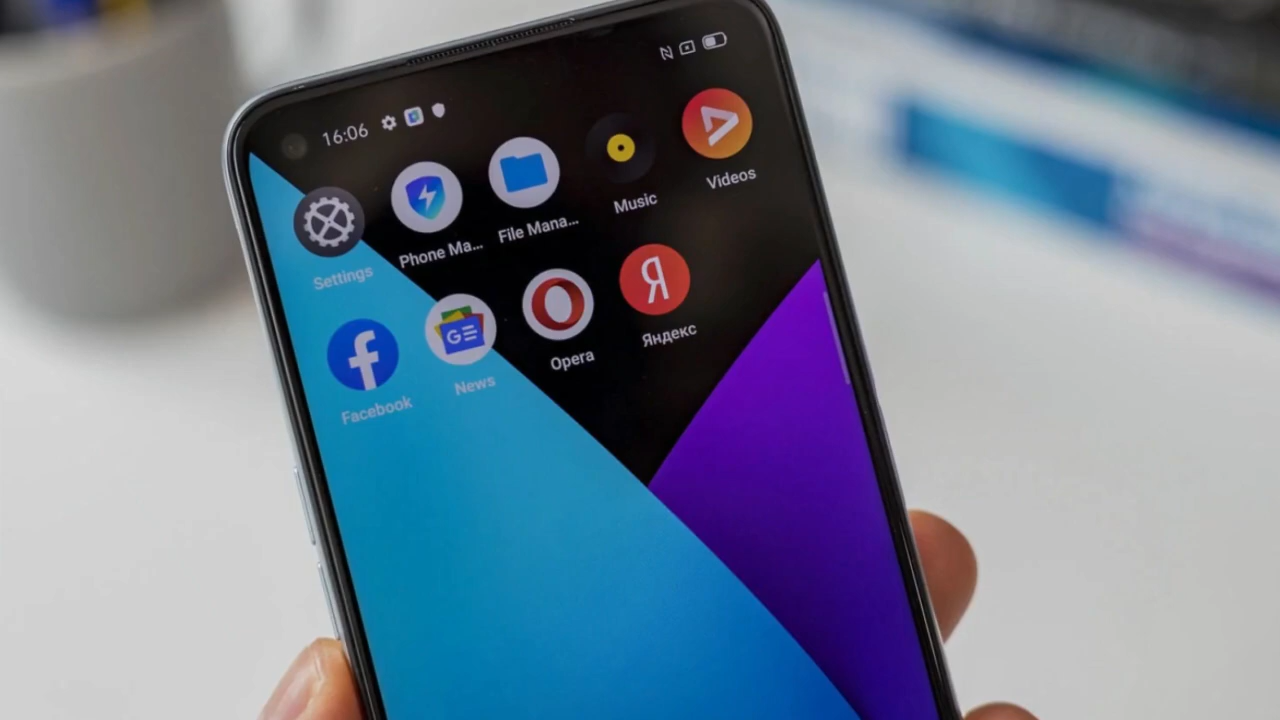 16:06
Settings
Phone Ma...
File Mana...
Music
Videos
Facebook
News
Opera
Яндекс